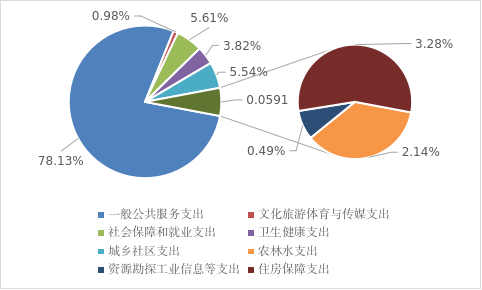 0.98%
5.61%
3.82%
5.54%
0.0591
78.13%
3.28%
0.49%
2.14%
一般公共服务支出
文化旅游体育与传媒支出
社会保障和就业支出
卫生健康支出
城乡社区支出
农林水支出
资源勘探工业信息等支出
住房保障支出